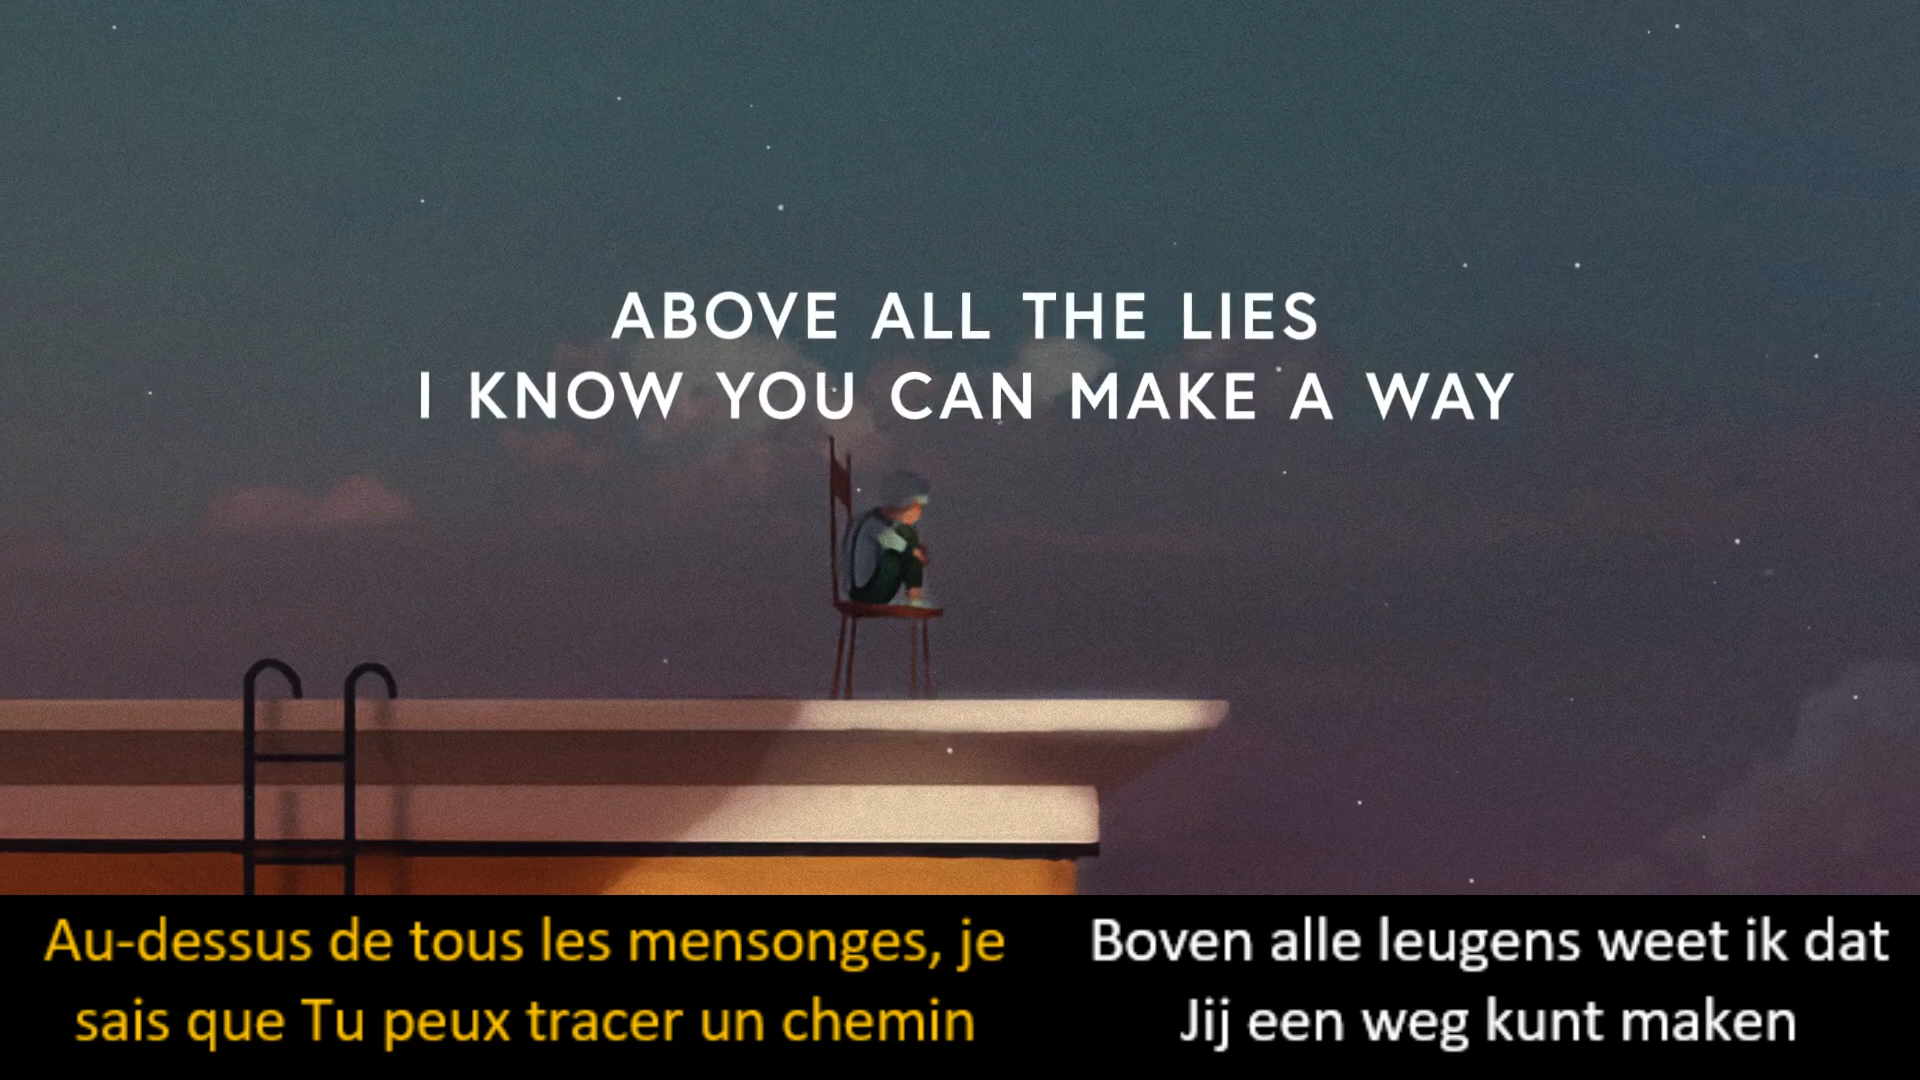 ABOVE ALL THE LIES
I KNOW YOU CAN MAKE A WAY
Au-dessus de tous les mensonges, je
sais que Tu peux tracer un chemin
Boven alle leugens weet ik dat
Jij een weg kunt maken